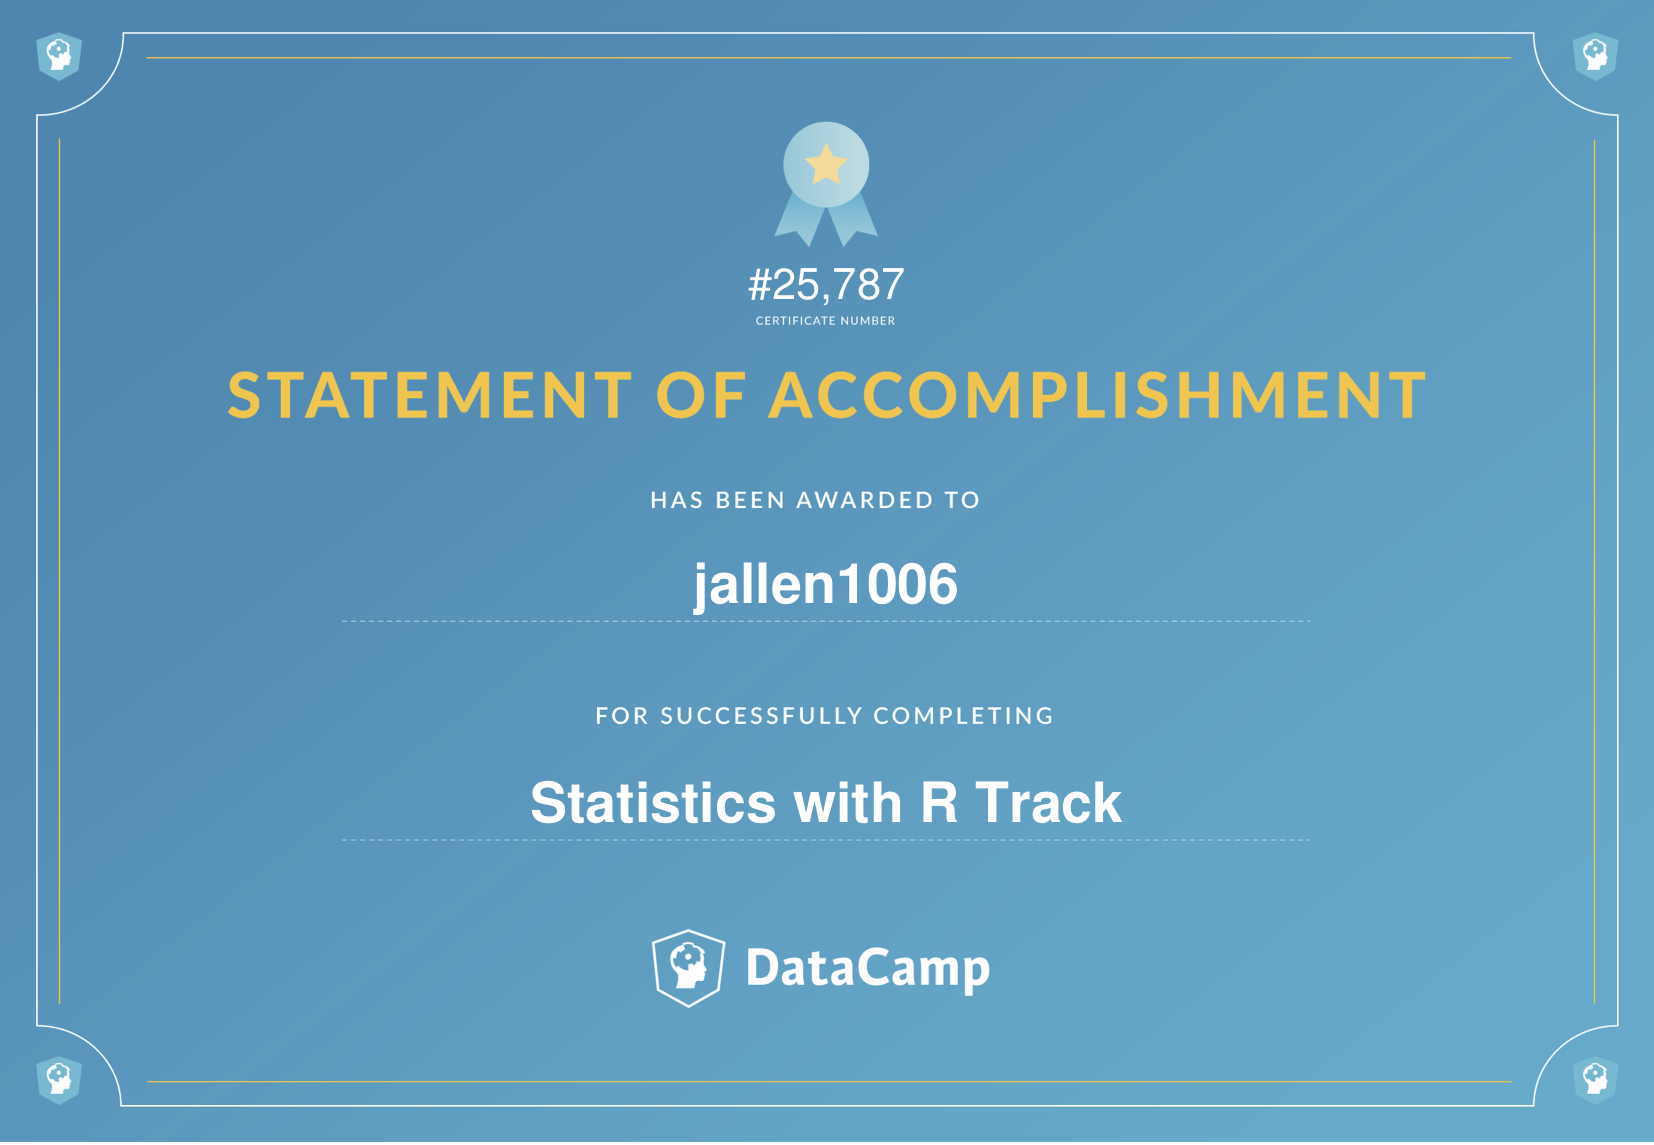 #25,787
CERTIFICATE NUMBER
STATEMENT OF ACCOMPLISHMENT
HAS BEEN AWARDED TO
jallen1006
FOR SUCCESSFULLY COMPLETING
Statistics with R Track
DataCamp